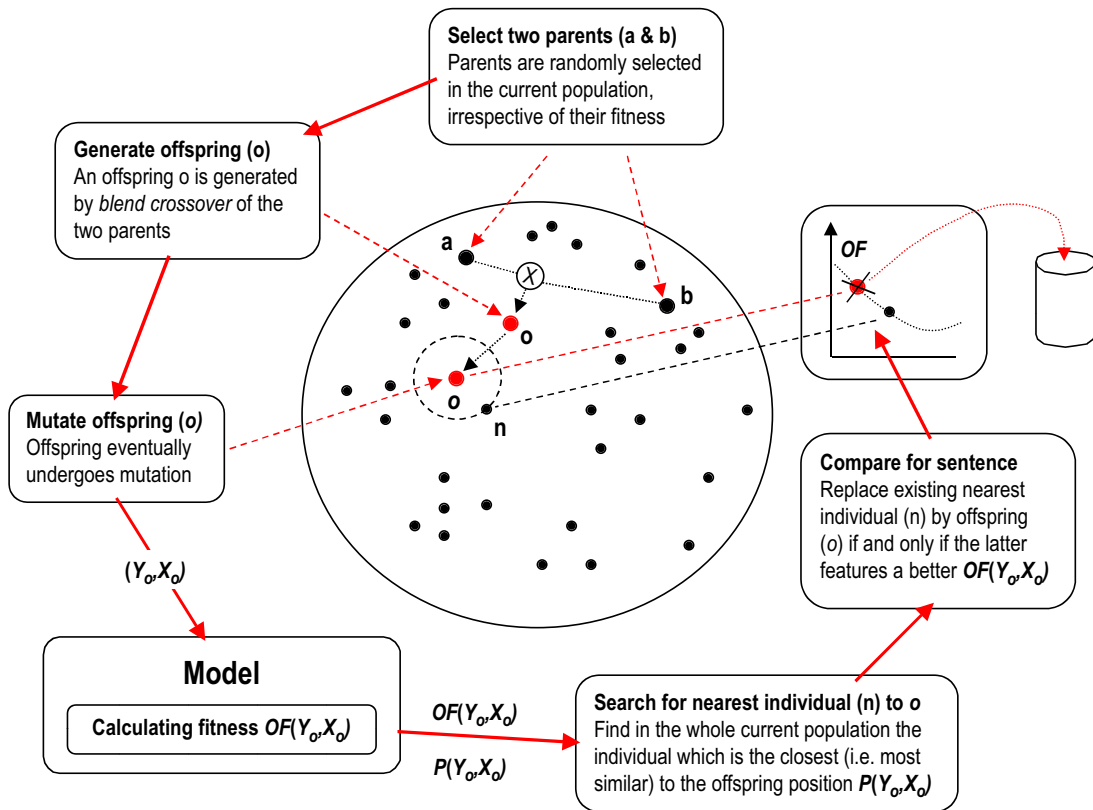 Select two parents (a & b)
Parents are randomly selected
in the current population,
irrespective of their fitness
Generate offspring (o)
An offspring o is generated
by blend crossover of the
two parents
a
X
b
o
o
n
OF
Mutate offspring (o)
Offspring eventually
undergoes mutation
(Yo,Xo)
Model
Calculating fitness OF(Yo,Xo)
OF(Yo,Xo)
P(Yo,Xo)
Search for nearest individual (n) to o
Find in the whole current population the
individual which is the closest (i.e. most
similar) to the offspring position P(Yo,Xo)
Compare for sentence
Replace existing nearest
individual (n) by offspring
(o) if and only if the latter
features a better OF(Yo,Xo)